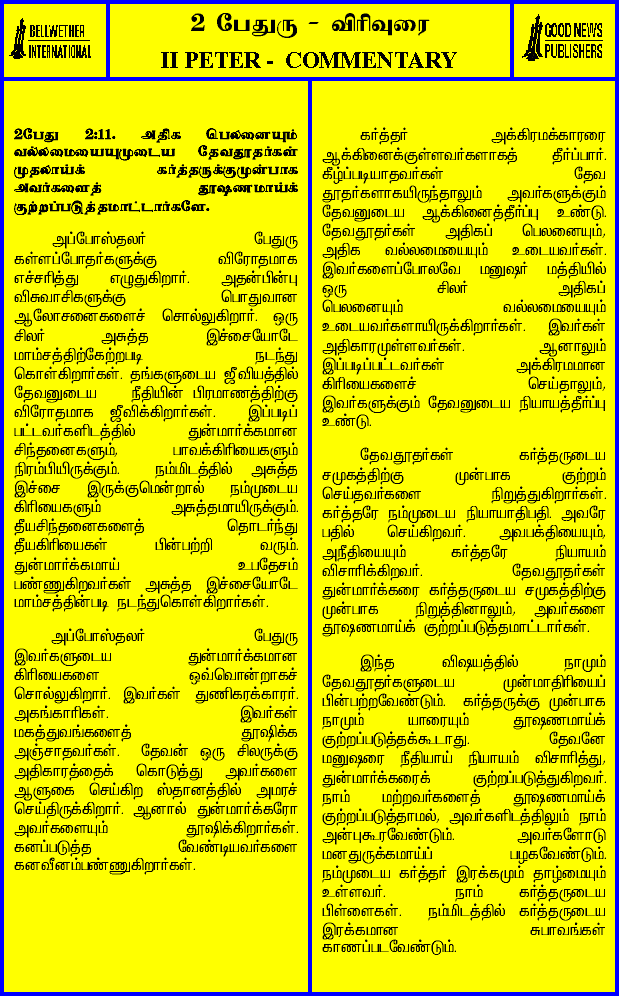 BELLWETHER
INTERNATIONAL
2 பேதுரு - விரிவுரை
II PETER - COMMENTARY
GOOD NEWS
PUBLISHERS
2பேது 2:11. அதிக பெலனையும்
வல்லமையையுமுடைய தேவதூதர்கள்
முதலாய்க் கர்த்தருக்குமுன்பாக
அவர்களைத் தூஷணமாய்க்
குற்றப்படுத்தமாட்டார்களே.
அப்போஸ்தலர் பேதுரு
கள்ளப்போதர்களுக்கு விரோதமாக
எச்சரித்து எழுதுகிறார். அதன்பின்பு
விசுவாசிகளுக்கு பொதுவான
ஆலோசனைகளைச் சொல்லுகிறார். ஒரு
சிலர் அசுத்த இச்சையோடே
மாம்சத்திற்கேற்றபடி நடந்து
கொள்கிறார்கள். தங்களுடைய ஜீவியத்தில்
தேவனுடைய நீதியின் பிரமாணத்திற்கு
விரோதமாக ஜீவிக்கிறார்கள். இப்படிப்
பட்டவர்களிடத்தில் துன்மார்க்கமான
சிந்தனைகளும், பாவக்கிரியைகளும்
நிரம்பியிருக்கும். நம்மிடத்தில் அசுத்த
இச்சை இருக்குமென்றால் நம்முடைய
கிரியைகளும் அசுத்தமாயிருக்கும்.
தீயசிந்தனைகளைத் தொடர்ந்து
தீயகிரியைகள் பின்பற்றி வரும்.
துன்மார்க்கமாய் உபதேசம்
பண்ணுகிறவர்கள் அசுத்த இச்சையோடே
மாம்சத்தின்படி நடந்துகொள்கிறார்கள்.
அப்போஸ்தலர் பேதுரு
இவர்களுடைய துன்மார்க்கமான
கிரியைகளை ஒவ்வொன்றாகச்
சொல்லுகிறார். இவர்கள் துணிகரக்காரர்.
அகங்காரிகள். இவர்கள்
மகத்துவங்களைத் தூஷிக்க
அஞ்சாதவர்கள். தேவன் ஒரு சிலருக்கு
அதிகாரத்தைக் கொடுத்து அவர்களை
ஆளுகை செய்கிற ஸ்தானத்தில் அமரச்
செய்திருக்கிறார். ஆனால் துன்மார்க்கரோ
அவர்களையும் தூஷிக்கிறார்கள்.
கனப்படுத்த வேண்டியவர்களை
கனவீனம்பண்ணுகிறார்கள்.
கர்த்தர் அக்கிரமக்காரரை
ஆக்கினைக்குள்ளவர்களாகத் தீர்ப்பார்.
கீழ்ப்படியாதவர்கள் தேவ
தூதர்களாகயிருந்தாலும் அவர்களுக்கும்
தேவனுடைய ஆக்கினைத்தீர்ப்பு உண்டு.
தேவதூதர்கள் அதிகப் பெலனையும்,
அதிக வல்லமையையும் உடையவர்கள்.
இவர்களைப்போலவே மனுஷர் மத்தியில்
ஒரு சிலர் அதிகப்
பெலனையும் வல்லமையையும்
உடையவர்களாயிருக்கிறார்கள். இவர்கள்
அதிகாரமுள்ளவர்கள். ஆனாலும்
இப்படிப்பட்டவர்கள் அக்கிரமமான
கிரியைகளைச் செய்தாலும்,
இவர்களுக்கும் தேவனுடைய நியாயத்தீர்ப்பு
உண்டு.
தேவதூதர்கள் கர்த்தருடைய
சமுகத்திற்கு முன்பாக குற்றம்
செய்தவர்களை நிறுத்துகிறார்கள்.
கர்த்தரே நம்முடைய நியாயாதிபதி. அவரே
பதில் செய்கிறவர். அவபக்தியையும்,
அநீதியையும் கர்த்தரே நியாயம்
விசாரிக்கிறவர். தேவதூதர்கள்
துன்மார்க்கரை கர்த்தருடைய சமுகத்திற்கு
முன்பாக நிறுத்தினாலும், அவர்களை
தூஷணமாய்க் குற்றப்படுத்தமாட்டார்கள்.
இந்த விஷயத்தில் நாமும்
தேவதூதர்களுடைய முன்மாதிரியைப்
பின்பற்றவேண்டும். கர்த்தருக்கு முன்பாக
நாமும் யாரையும் தூஷணமாய்க்
குற்றப்படுத்தக்கூடாது. தேவனே
மனுஷரை நீதியாய் நியாயம் விசாரித்து,
துன்மார்க்கரைக் குற்றப்படுத்துகிறவர்.
நாம் மற்றவர்களைத் தூஷணமாய்க்
குற்றப்படுத்தாமல், அவர்களிடத்திலும் நாம்
அன்புகூரவேண்டும். அவர்களோடு
மனதுருக்கமாய்ப் பழகவேண்டும்.
நம்முடைய கர்த்தர் இரக்கமும் தாழ்மையும்
உள்ளவர். நாம் கர்த்தருடைய
பிள்ளைகள். நம்மிடத்தில் கர்த்தருடைய
இரக்கமான சுபாவங்கள்
காணப்படவேண்டும்.